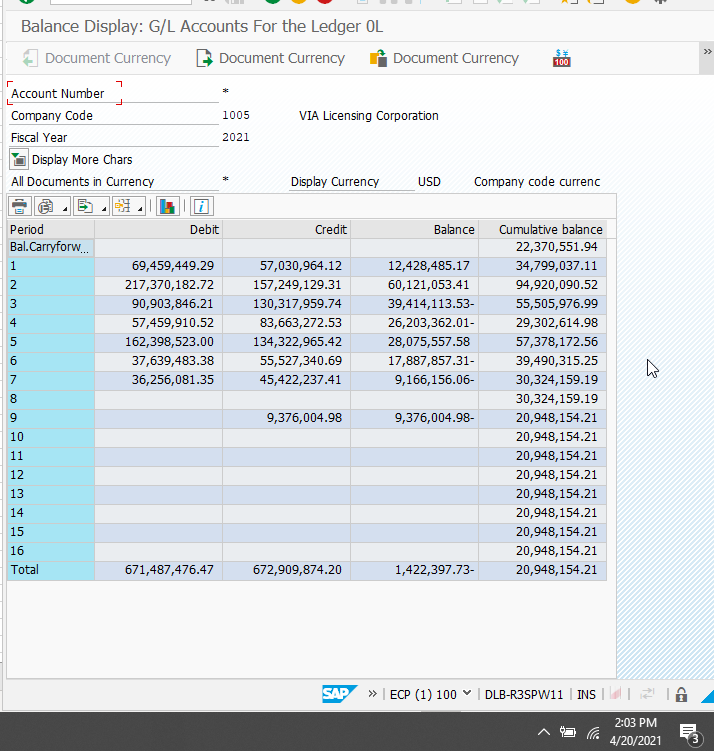 Balance Display: G/L Accounts For the Ledger 0L
Document Currency Document Currency Document Currency
Account Number *
Company Code 1005 VIA Licensing Corporation
Fiscal Year 2021
Display More Chars
All Documents in Currency * Display Currency USD Company code currenc
Period Debit Credit Balance Cumulative balance
Bal.Carryforw... 22,370,551.94
1 69,459,449.29 57,030,964.12 12,428,485.17 34,799,037.11
2 217,370,182.72 157,249,129.31 60,121,053.41 94,920,090.52
3 90,903,846.21 130,317,959.74 39,414,113.53- 55,505,976.99
4 57,459,910.52 83,663,272.53 26,203,362.01- 29,302,614.98
5 162,398,523.00 134,322,965.42 28,075,557.58 57,378,172.56
6 37,639,483.38 55,527,340.69 17,887,857.31- 39,490,315.25
7 36,256,081.35 45,422,237.41 9,166,156.06- 30,324,159.19
8 30,324,159.19
9 9,376,004.98 9,376,004.98- 20,948,154.21
10 20,948,154.21
11 20,948,154.21
12 20,948,154.21
13 20,948,154.21
14 20,948,154.21
15 20,948,154.21
16 20,948,154.21
Total 671,487,476.47 672,909,874.20 1,422,397.73- 20,948,154.21
SAP » ECP (1) 100 DLB-R3SPW11 INS
2:03 PM
4/20/2021
3